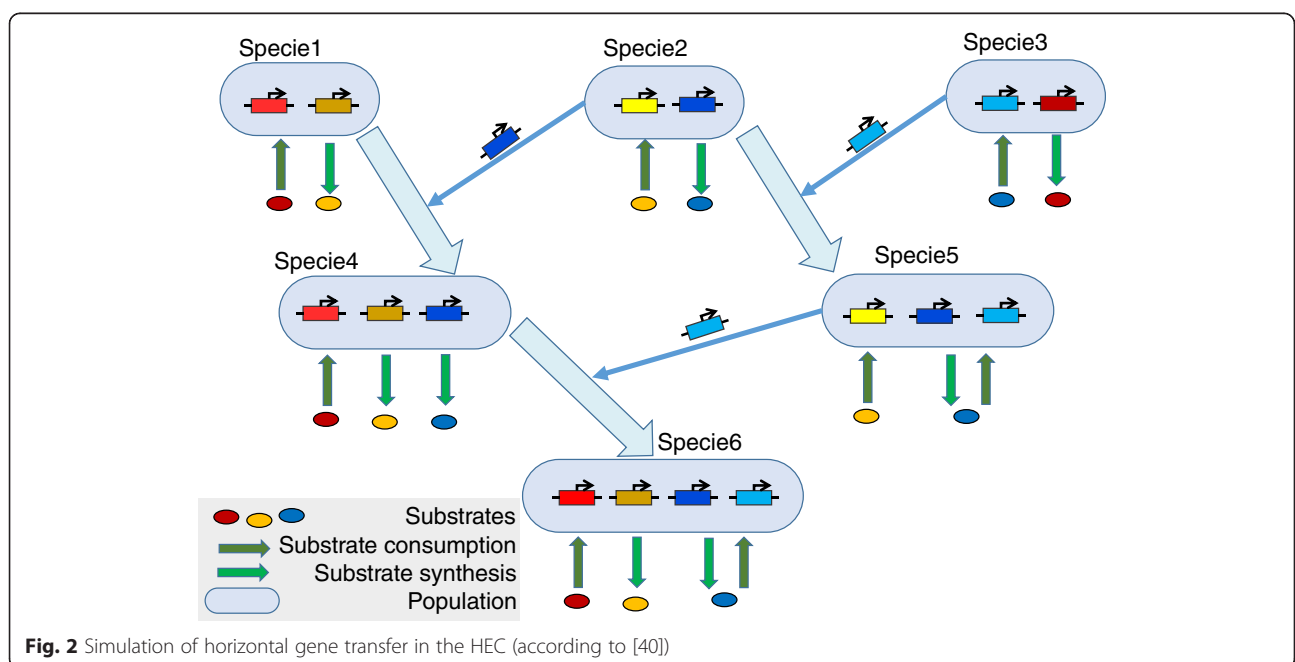 Specie1
Specie2
Specie3
Specie4
Specie5
Specie6
Substrates
Substrate consumption
Substrate synthesis
Population
Fig. 2 Simulation of horizontal gene transfer in the HEC (according to [40])